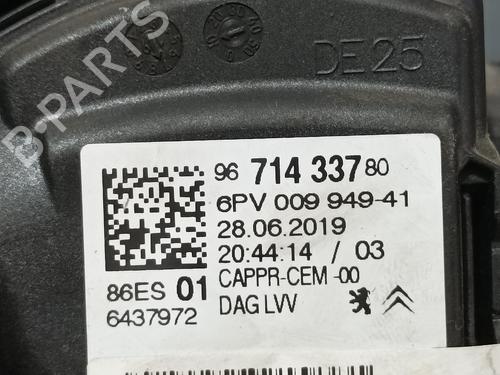 DE25
B-PARTS
96 714 337 80
6PV 009 949-41
28.06.2019
20:44:14 / 03
86ES 01 CAPPR-CEM -00
6437972 DAG LVV